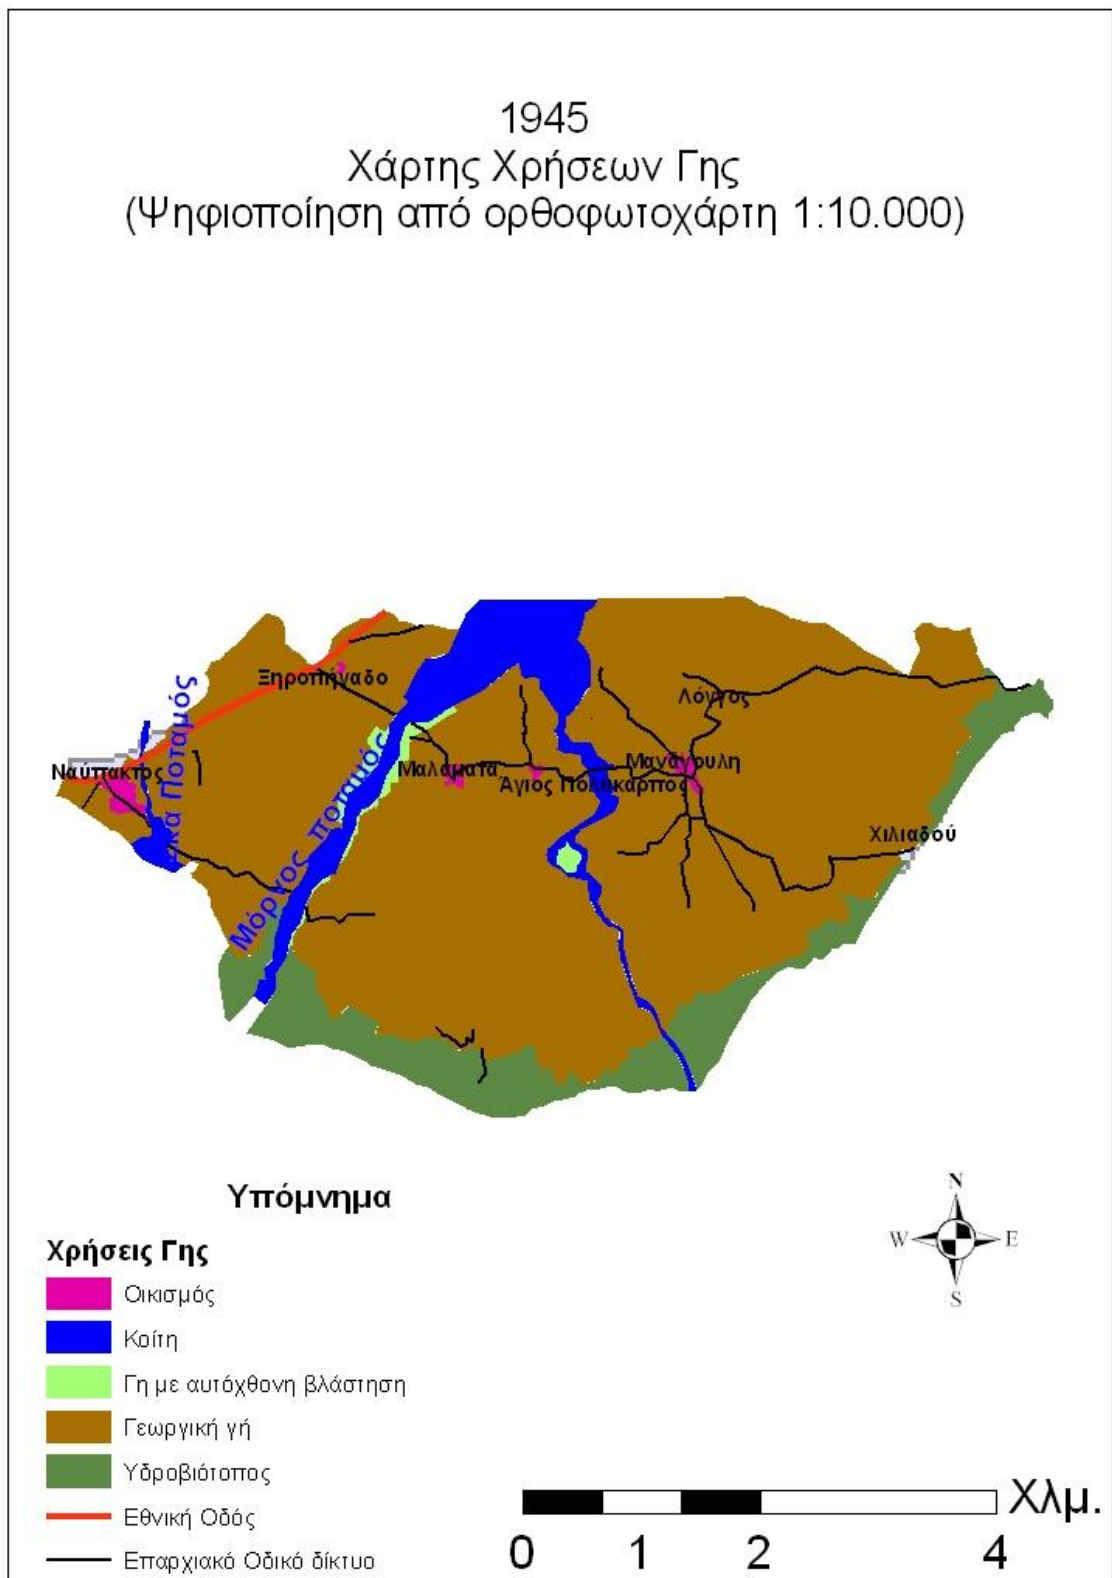 1945
Χάρτης Χρήσεων Γης
(Ψηφιοποίηση από ορθοφωτοχάρτη 1:10.000)
Ξηροπήγαδο
Λόγγος
Ναύπακτος
Ποταμός
Μόρνος ποταμός
Μαλάματα
Άγιος Πολύκαρπος
Μανάγουλη
Χιλιαδού
Υπόμνημα
Χρήσεις Γης
Οικισμός
Κοίτη
Γη με αυτόχθονη βλάστηση
Γεωργική γή
Υδροβιότοπος
Εθνική Οδός
Επαρχιακό Οδικό δίκτυο
N
W E
S
Χλμ.
0 1 2 4